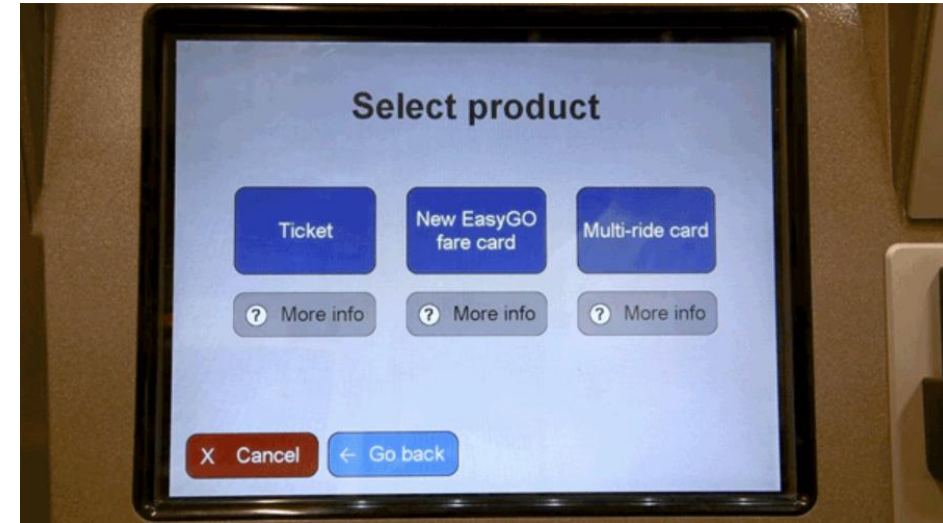 Select product
Ticket
New EasyGO
fare card
Multi-ride card
? More info
? More info
? More info
X Cancel
← Go back